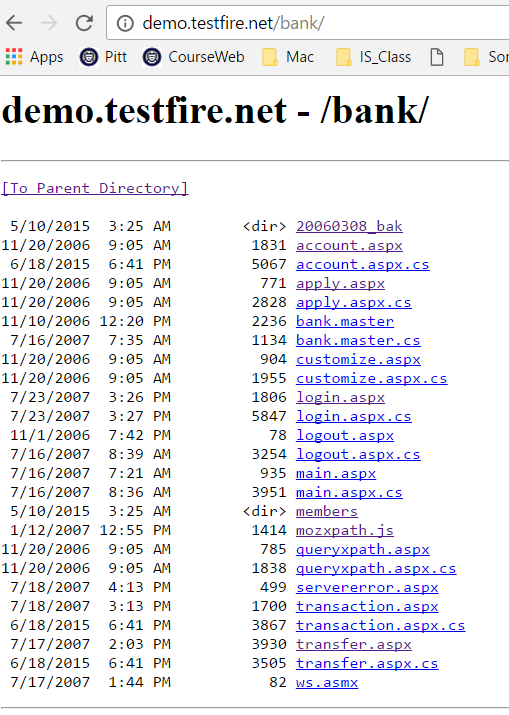 demo.testfire.net/bank/
Apps Pitt CourseWeb Mac IS_Class Sor
demo.testfire.net - /bank/
[To Parent Directory]
5/10/2015 3:25 AM <dir> 20060308_bak
11/20/2006 9:05 AM 1831 account.aspx
6/18/2015 6:41 PM 5067 account.aspx.cs
11/20/2006 9:05 AM 771 apply.aspx
11/20/2006 9:05 AM 2828 apply.aspx.cs
11/10/2006 12:20 PM 2236 bank.master
7/16/2007 7:35 AM 1134 bank.master.cs
11/20/2006 9:05 AM 904 customize.aspx
11/20/2006 9:05 AM 1955 customize.aspx.cs
7/23/2007 3:26 PM 1806 login.aspx
7/23/2007 3:27 PM 5847 login.aspx.cs
11/1/2006 7:42 PM 78 logout.aspx
7/16/2007 8:39 AM 3254 logout.aspx.cs
7/16/2007 7:21 AM 935 main.aspx
7/16/2007 8:36 AM 3951 main.aspx.cs
5/10/2015 3:25 AM <dir> members
1/12/2007 12:55 PM 1414 mozxpath.js
11/20/2006 9:05 AM 785 queryxpath.aspx
11/20/2006 9:05 AM 1838 queryxpath.aspx.cs
7/18/2007 4:13 PM 499 servererror.aspx
7/18/2007 3:13 PM 1700 transaction.aspx
6/18/2015 6:41 PM 3867 transaction.aspx.cs
7/17/2007 2:03 PM 3930 transfer.aspx
6/18/2015 6:41 PM 3505 transfer.aspx.cs
7/17/2007 1:44 PM 82 ws.asmx